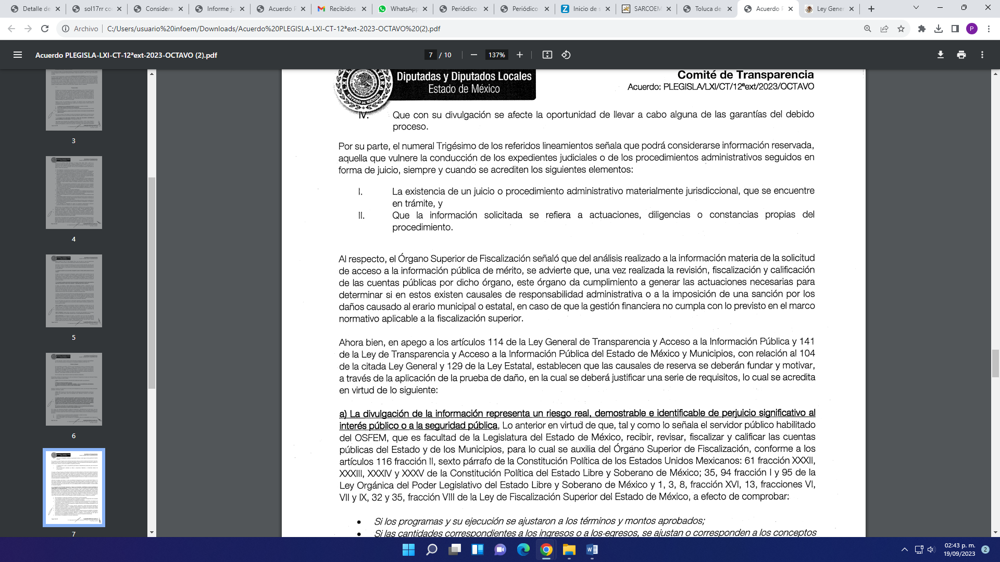 Detalle de
sol17rr co
Considera
Informe ju
Acuerdo P
Recibidos
WhatsApp
Periódico
Periódico
Inicio de s
SARCOEM
Toluca de
Acuerdo P
Ley Gener
Archivo
C:/Users/usuario%20infoem/Downloads/Acuerdo%20PLEGISLA-LXI-CT-12ªext-2023-OCTAVO%20(2).pdf
P
Acuerdo PLEGISLA-LXI-CT-12ªext-2023-OCTAVO (2).pdf
7 / 10
137%
3
4
5
6
7
Diputadas y Diputados Locales
Estado de México
Comité de Transparencia
Acuerdo: PLEGISLA/LXI/CT/12ªext/2023/OCTAVO
IV. Que con su divulgación se afecte la oportunidad de llevar a cabo alguna de las garantías del debido
proceso.
Por su parte, el numeral Trigésimo de los referidos lineamientos señala que podrá considerarse información reservada,
aquella que vulnere la conducción de los expedientes judiciales o de los procedimientos administrativos seguidos en
forma de juicio, siempre y cuando se acrediten los siguientes elementos:
I. La existencia de un juicio o procedimiento administrativo materialmente jurisdiccional, que se encuentre
en trámite, y
II. Que la información solicitada se refiera a actuaciones, diligencias o constancias propias del
procedimiento.
Al respecto, el Órgano Superior de Fiscalización señaló que del análisis realizado a la información materia de la solicitud
de acceso a la información pública de mérito, se advierte que, una vez realizada la revisión, fiscalización y calificación
de las cuentas públicas por dicho órgano, este órgano da cumplimiento a generar las actuaciones necesarias para
determinar si en estos existen causales de responsabilidad administrativa o a la imposición de una sanción por los
daños causado al erario municipal o estatal, en caso de que la gestión financiera no cumpla con lo previsto en el marco
normativo aplicable a la fiscalización superior.
Ahora bien, en apego a los artículos 114 de la Ley General de Transparencia y Acceso a la Información Pública y 141
de la Ley de Transparencia y Acceso a la Información Pública del Estado de México y Municipios, con relación al 104
de la citada Ley General y 129 de la Ley Estatal, establecen que las causales de reserva se deberán fundar y motivar,
a través de la aplicación de la prueba de daño, en la cual se deberá justificar una serie de requisitos, lo cual se acredita
en virtud de lo siguiente:
a) La divulgación de la información representa un riesgo real, demostrable e identificable de perjuicio significativo al
interés público o a la seguridad pública, Lo anterior en virtud de que, tal y como lo señala el servidor público habilitado
del OSFEM, que es facultad de la Legislatura del Estado de México, recibir, revisar, fiscalizar y calificar las cuentas
públicas del Estado y de los Municipios, para lo cual se auxilia del Órgano Superior de Fiscalización, conforme a los
artículos 116 fracción II, sexto párrafo de la Constitución Política de los Estados Unidos Mexicanos: 61 fracción XXXII,
XXXIII, XXXIV y XXXV de la Constitución Política del Estado Libre y Soberano de México; 35, 94 fracción I y 95 de la
Ley Orgánica del Poder Legislativo del Estado Libre y Soberano de México y 1, 3, 8, fracción XVI, 13, fracciones VI,
VII y IX, 32 y 35, fracción VIII de la Ley de Fiscalización Superior del Estado de México, a efecto de comprobar:
• Si los programas y su ejecución se ajustaron a los términos y montos aprobados;
• Si las cantidades correspondientes a los ingresos o a los egresos, se ajustan o corresponden a los conceptos
02:43 p. m.
19/09/2023
2